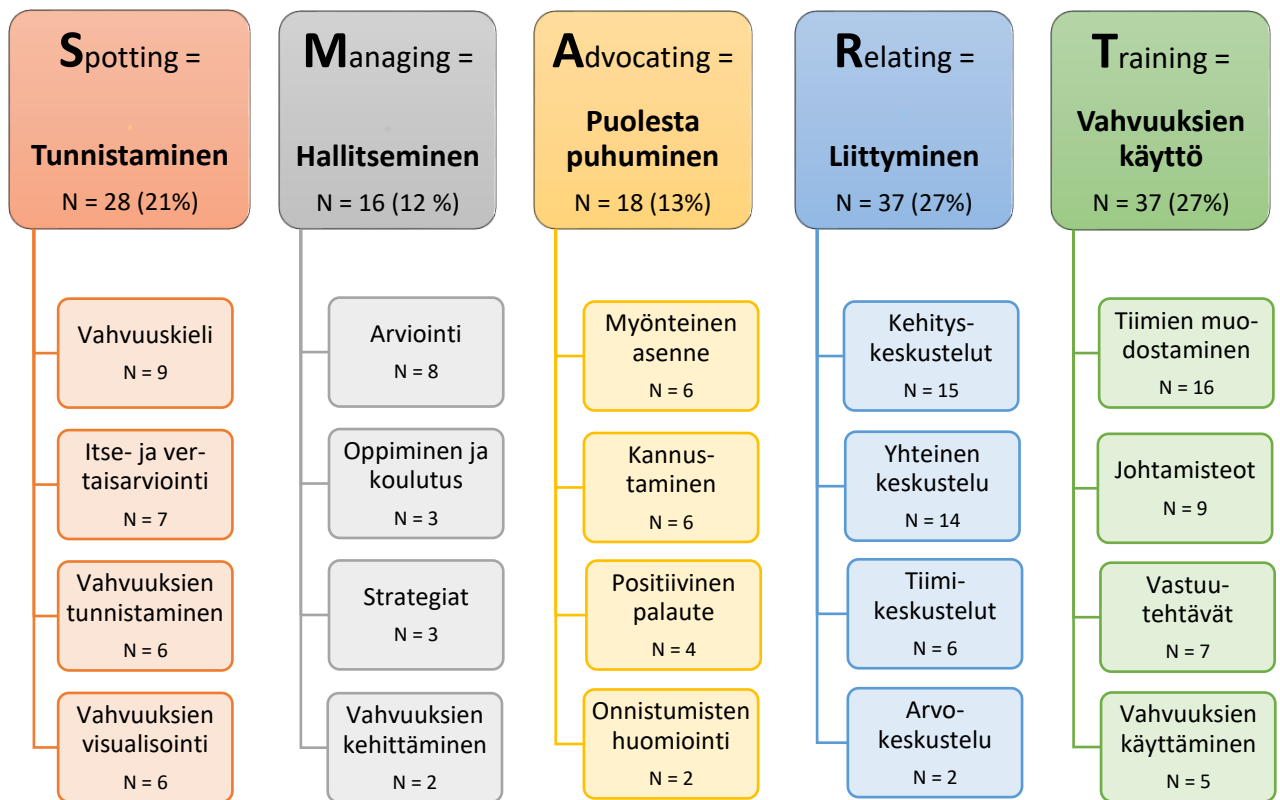 Spotting =
Tunnistaminen
N = 28 (21%)
Vahvuuskieli
N = 9
Itse- ja ver-
taisarviointi
N = 7
Vahvuuksien
tunnistaminen
N = 6
Vahvuuksien
visualisointi
N = 6
Managing =
Hallitseminen
N = 16 (12 %)
Arviointi
N = 8
Oppiminen ja
koulutus
N = 3
Strategiat
N = 3
Vahvuuksien
kehittäminen
N = 2
Advocating =
Puolesta
puhuminen
N = 18 (13%)
Myönteinen
asenne
N = 6
Kannus-
taminen
N = 6
Positiivinen
palaute
N = 4
Onnistumisten
huomiointi
N = 2
Relating =
Liittyminen
N = 37 (27%)
Kehitys-
keskustelut
N = 15
Yhteinen
keskustelu
N = 14
Tiimi-
keskustelut
N = 6
Arvo-
keskustelu
N = 2
Training =
Vahvuuksien
käyttö
N = 37 (27%)
Tiimien muo-
dostaminen
N = 16
Johtamisteot
N = 9
Vastuu-
tehtävät
N = 7
Vahvuuksien
käyttäminen
N = 5